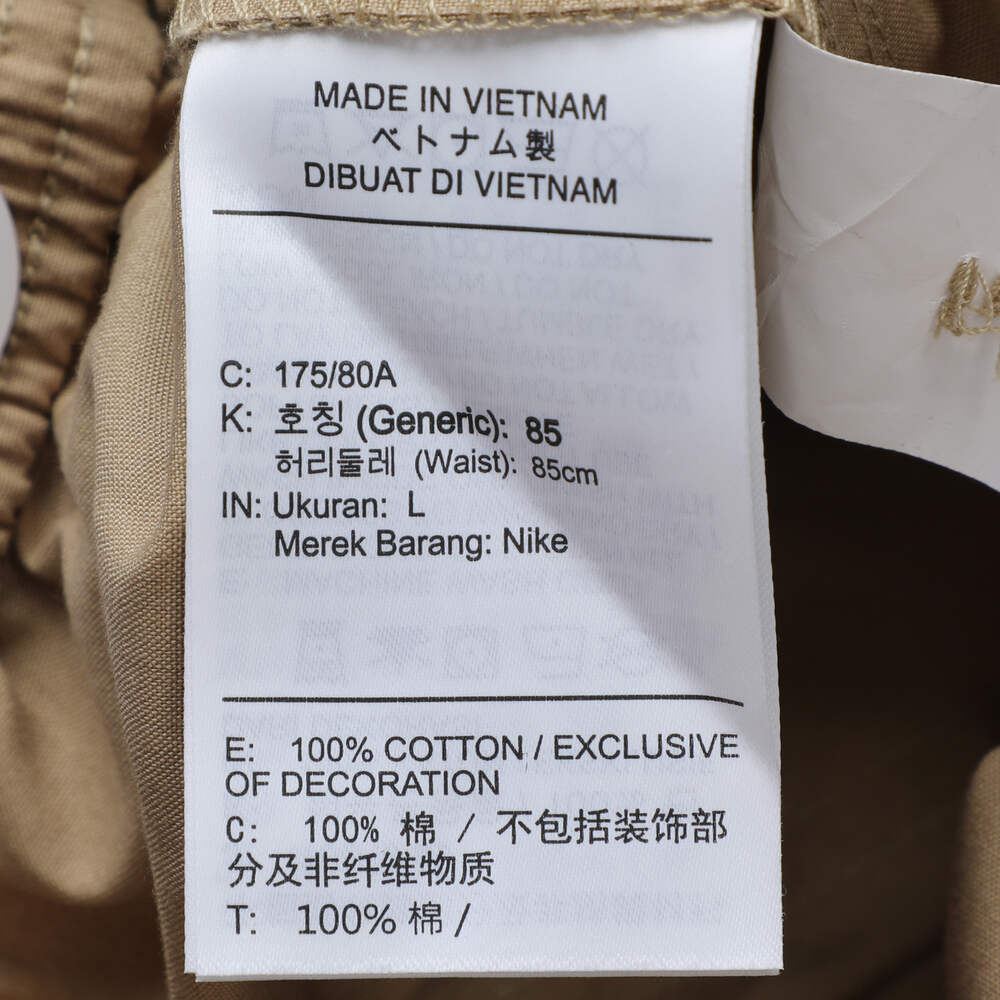 MADE IN VIETNAM
ベトナム製
DIBUAT DI VIETNAM
C: 175/80A
K: 호칭 (Generic): 85
허리둘레 (Waist): 85cm
IN: Ukuran: L
Merek Barang: Nike
E: 100% COTTON / EXCLUSIVE
OF DECORATION
C: 100% 棉 / 不包括装饰部
分及非纤维物质
T: 100% 棉 /